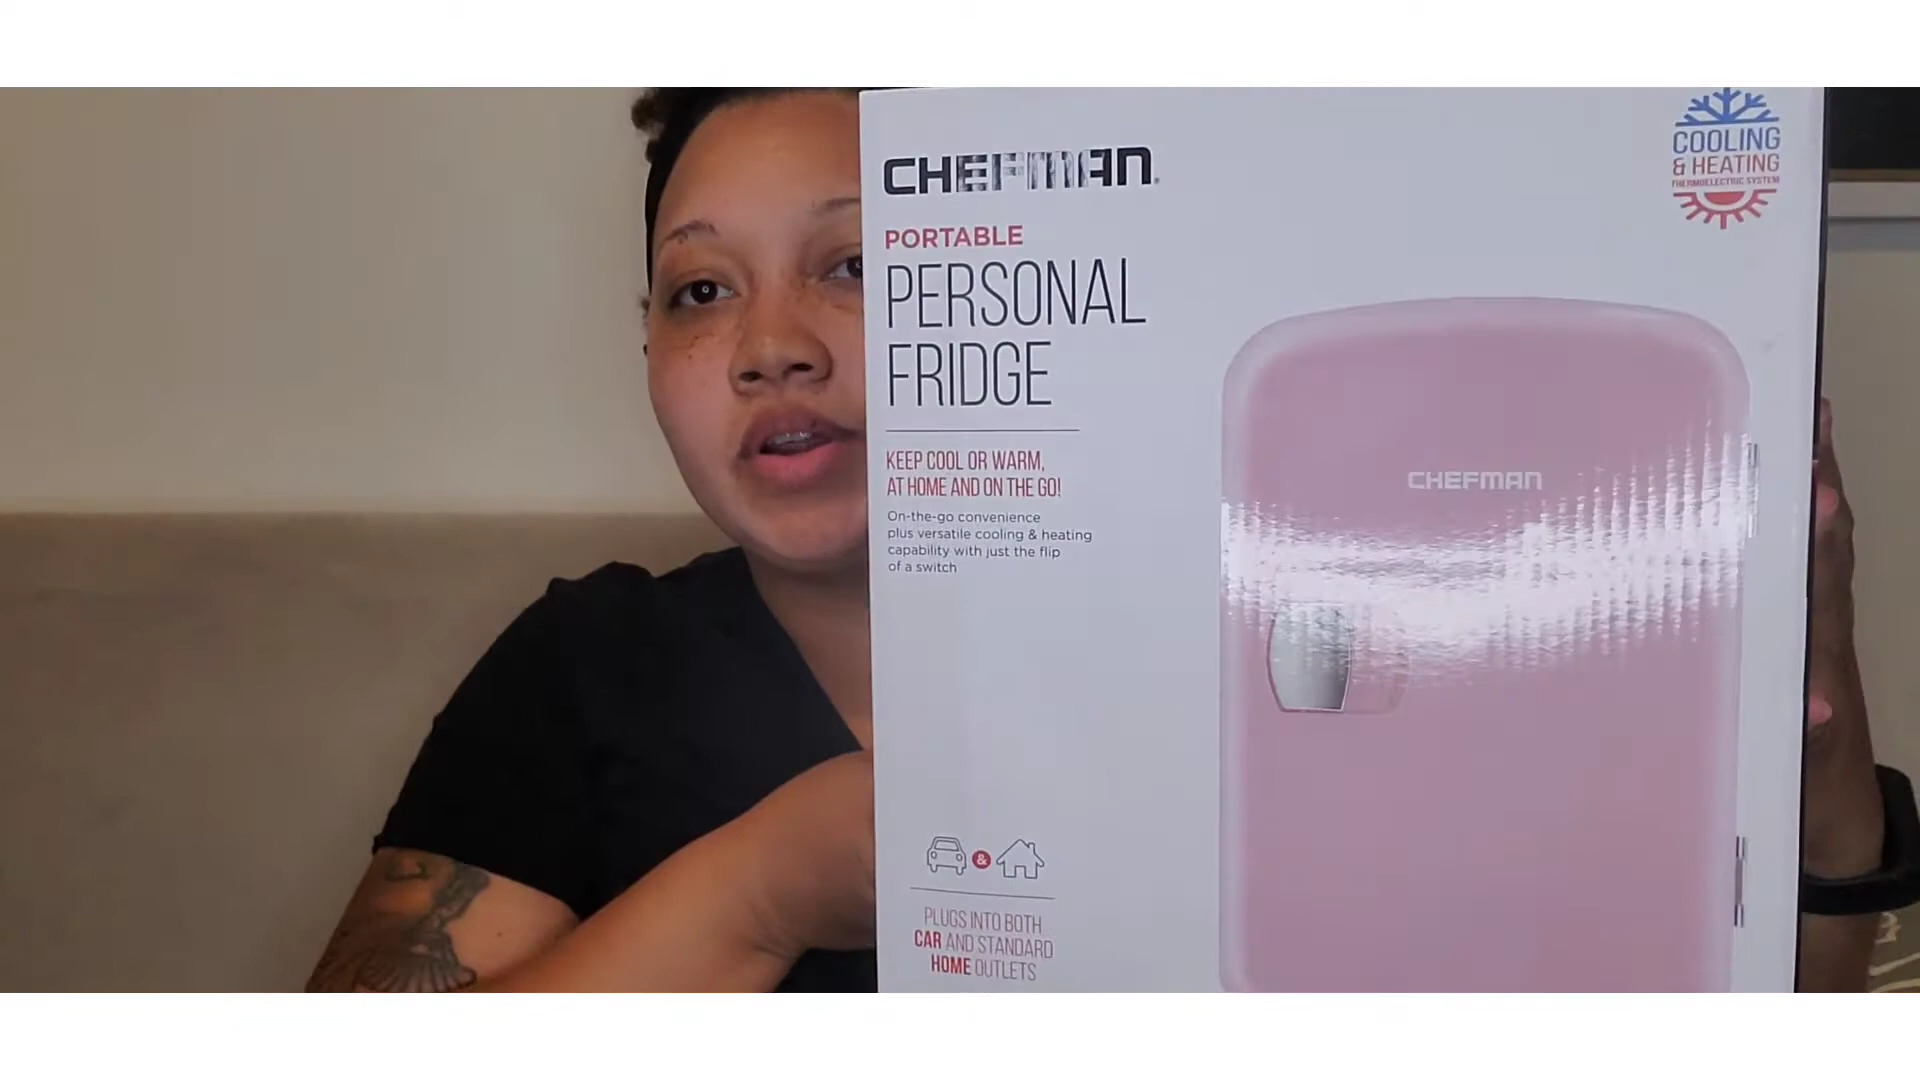 CHEFMAN
PORTABLE
PERSONAL
FRIDGE
KEEP COOL OR WARM,
AT HOME AND ON THE GO!
On-the-go convenience
plus versatile cooling & heating
capability with just the flip
of a switch
&
PLUGS INTO BOTH
CAR AND STANDARD
HOME OUTLETS
COOLING
& HEATING
THERMOELECTRIC SYSTEM
CHEFMAN